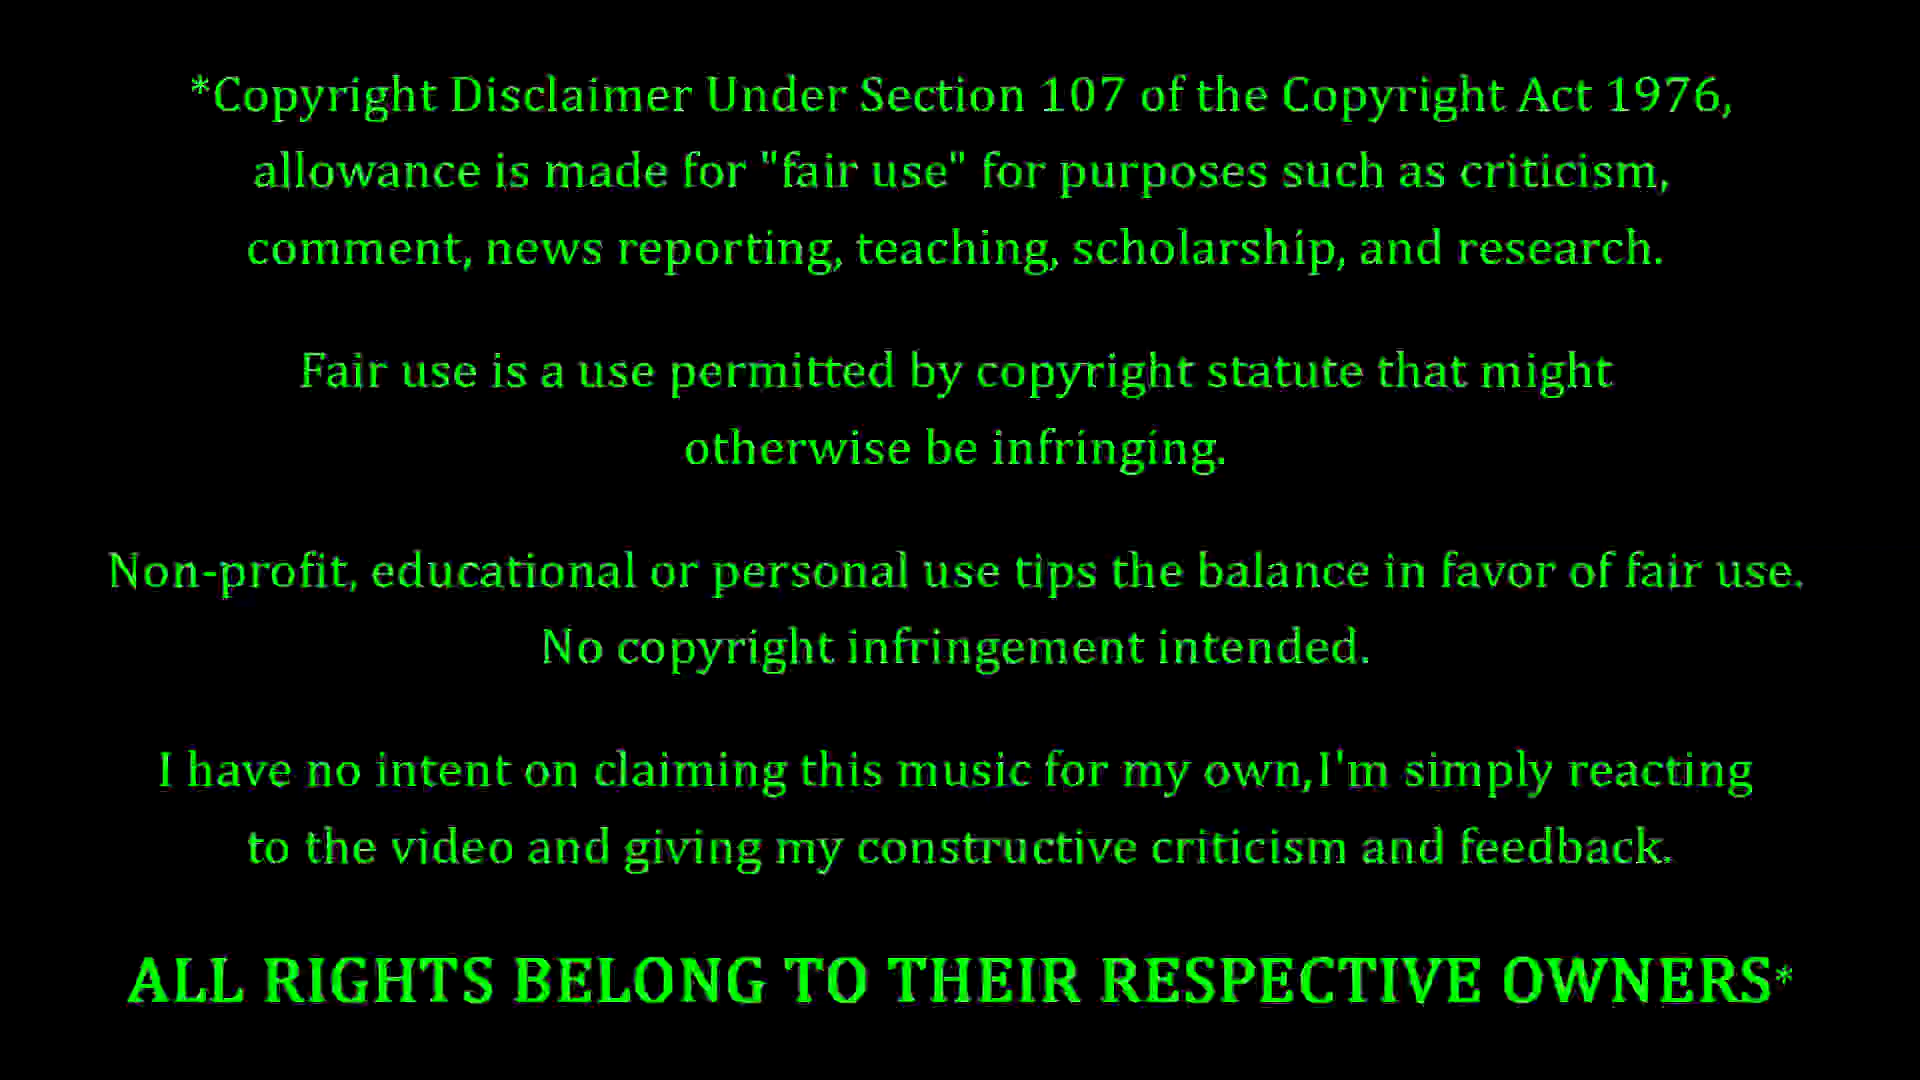 *Copyright Disclaimer Under Section 107 of the Copyright Act 1976,
allowance is made for "fair use" for purposes such as criticism,
comment, news reporting, teaching, scholarship, and research.
Fair use is a use permitted by copyright statute that might
otherwise be infringing.
Non-profit, educational or personal use tips the balance in favor of fair use.
No copyright infringement intended.
I have no intent on claiming this music for my own,I'm simply reacting
to the video and giving my constructive criticism and feedback.
ALL RIGHTS BELONG TO THEIR RESPECTIVE OWNERS*